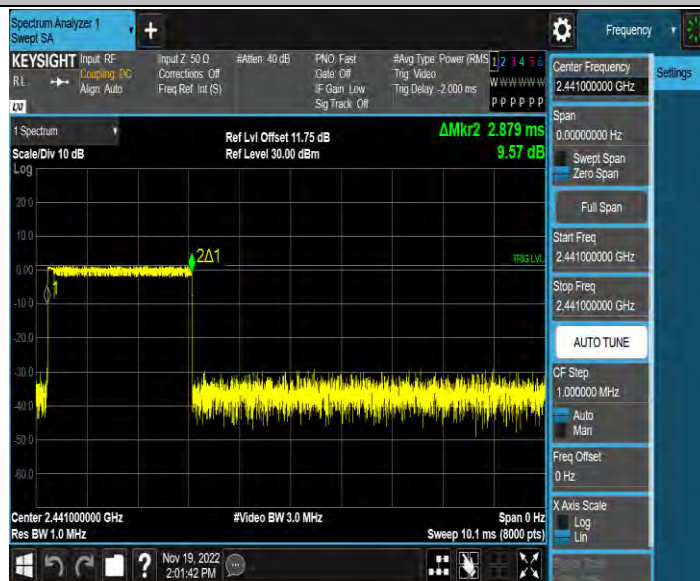 Spectrum Analyzer 1
Swept SA
+
Frequency
KEYSIGHT
RL
LXI
Input: RF
Coupling: DC
Align: Auto
Input Z: 50 Ω
Corrections: Off
Freq Ref: Int (S)
#Atten: 40 dB
PNO: Fast
Gate: Off
IF Gain: Low
Sig Track: Off
#Avg Type: Power (RMS
Trig: Video
Trig Delay: -2.000 ms
1 2 3 4 5 6
W W W W W W
P P P P P P
Center Frequency
2.441000000 GHz
Settings
1 Spectrum
Scale/Div 10 dB
Log
Ref Lvl Offset 11.75 dB
Ref Level 30.00 dBm
ΔMkr2 2.879 ms
9.57 dB
Span
0.00000000 Hz
Swept Span
Zero Span
Full Span
Start Freq
2.441000000 GHz
Stop Freq
2.441000000 GHz
AUTO TUNE
CF Step
1.000000 MHz
Auto
Man
Freq Offset
0 Hz
X Axis Scale
Log
Lin
20.0
10.0
0.00
-10.0
-20.0
-30.0
-40.0
-50.0
-60.0
2Δ1
1
TRIG LVL
Center 2.441000000 GHz
Res BW 1.0 MHz
#Video BW 3.0 MHz
Span 0 Hz
Sweep 10.1 ms (8000 pts)
?
Nov 19, 2022
2:01:42 PM